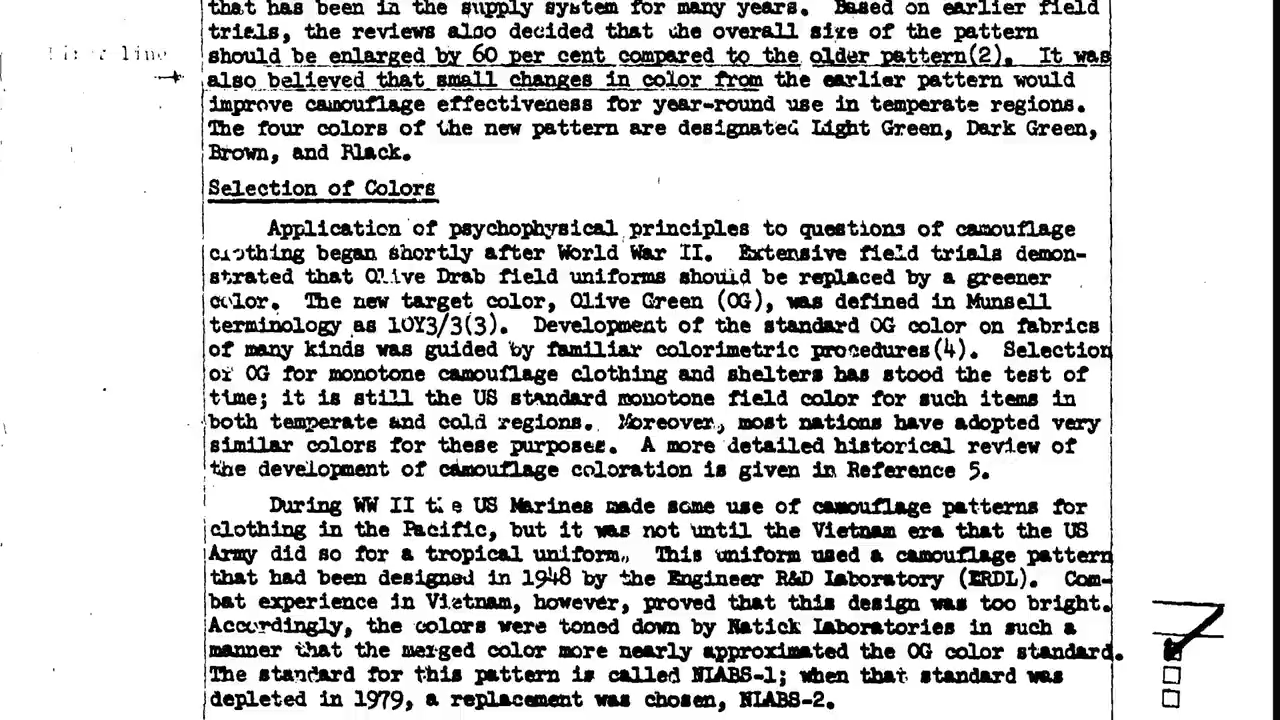 that has been in the supply system for many years. Based on earlier field
trials, the reviews also decided that the overall size of the pattern
should be enlarged by 60 per cent compared to the older pattern(2). It was
also believed that small changes in color from the earlier pattern would
improve camouflage effectiveness for year-round use in temperate regions.
The four colors of the new pattern are designated Light Green, Dark Green,
Brown, and Black.
Selection of Colors
Application of psychophysical principles to questions of camouflage
clothing began shortly after World War II. Extensive field trials demon-
strated that Olive Drab field uniforms should be replaced by a greener
color. The new target color, Olive Green (OG), was defined in Munsell
terminology as 10Y3/3(3). Development of the standard OG color on fabrics
of many kinds was guided by familiar colorimetric procedures(4). Selection
of OG for monotone camouflage clothing and shelters has stood the test of
time; it is still the US standard monotone field color for such items in
both temperate and cold regions. Moreover, most nations have adopted very
similar colors for these purposes. A more detailed historical review of
the development of camouflage coloration is given in Reference 5.
During WW II the US Marines made some use of camouflage patterns for
clothing in the Pacific, but it was not until the Vietnam era that the US
Army did so for a tropical uniform. This uniform used a camouflage pattern
that had been designed in 1948 by the Engineer R&D Laboratory (ERDL). Com-
bat experience in Vietnam, however, proved that this design was too bright.
Accordingly, the colors were toned down by Natick Laboratories in such a
manner that the merged color more nearly approximated the OG color standard.
The standard for this pattern is called NLABS-1; when that standard was
depleted in 1979, a replacement was chosen, NLABS-2.